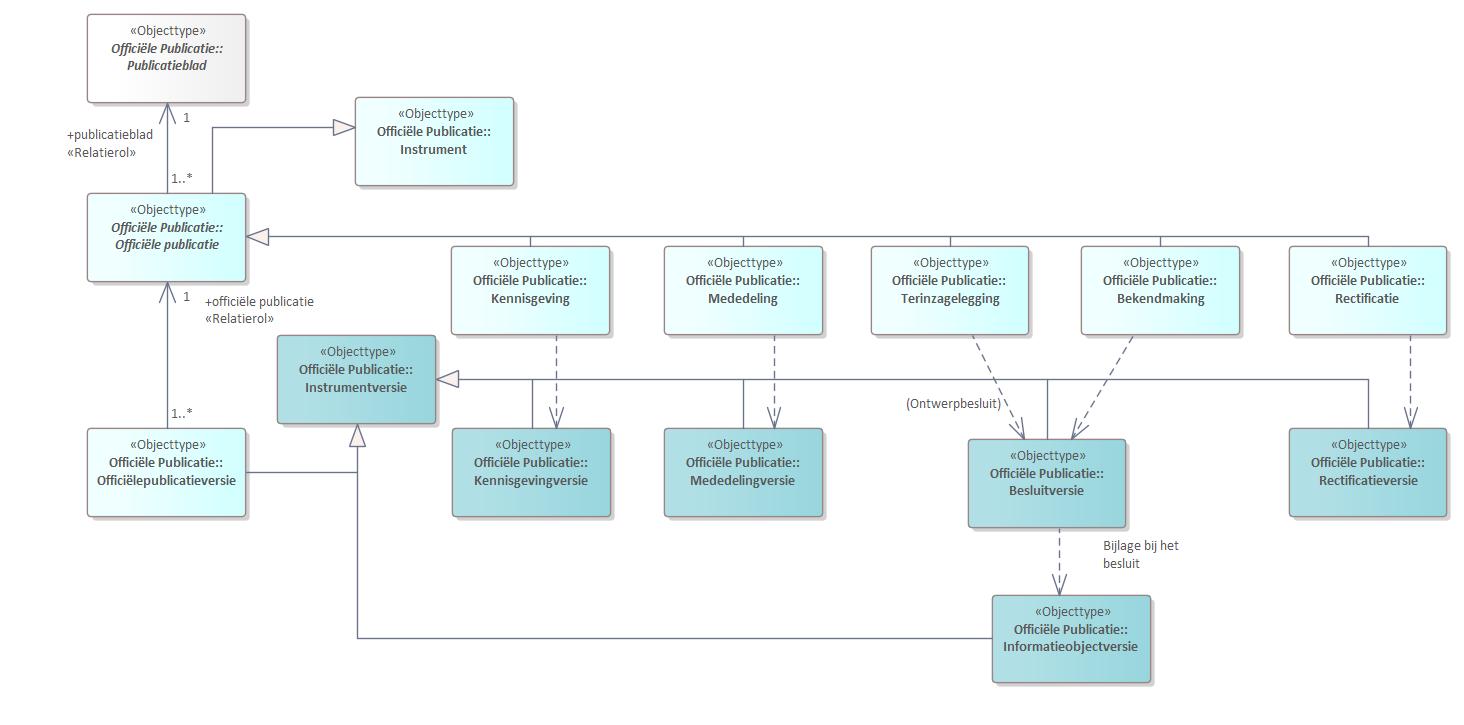 «Objecttype»
Officiële Publicatie::
Publicatieblad
1
+publicatieblad
«Relatierol»
1..*
«Objecttype»
Officiële Publicatie::
Instrument
«Objecttype»
Officiële Publicatie::
Officiële publicatie
«Objecttype»
Officiële Publicatie::
Kennisgeving
«Objecttype»
Officiële Publicatie::
Mededeling
«Objecttype»
Officiële Publicatie::
Terinzagelegging
«Objecttype»
Officiële Publicatie::
Bekendmaking
«Objecttype»
Officiële Publicatie::
Rectificatie
1
+officiële publicatie
«Relatierol»
«Objecttype»
Officiële Publicatie::
Instrumentversie
(Ontwerpbesluit)
1..*
«Objecttype»
Officiële Publicatie::
Officiëlepublicatieversie
«Objecttype»
Officiële Publicatie::
Kennisgevingversie
«Objecttype»
Officiële Publicatie::
Mededelingversie
«Objecttype»
Officiële Publicatie::
Besluitversie
«Objecttype»
Officiële Publicatie::
Rectificatieversie
Bijlage bij het
besluit
«Objecttype»
Officiële Publicatie::
Informatieobjectversie